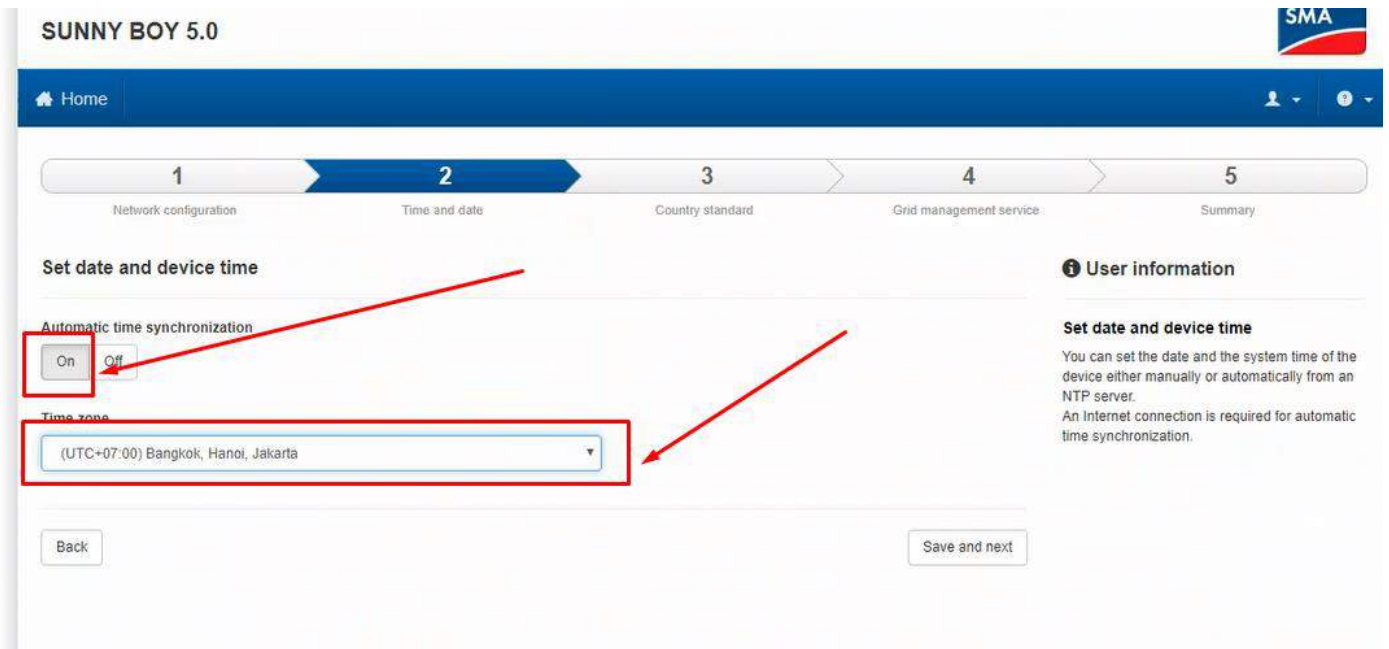 SUNNY BOY 5.0
SMA
Home
1
2
3
4
5
Network configuration
Time and date
Country standard
Grid management service
Summary
Set date and device time
Automatic time synchronization
On
Off
Time zone
(UTC+07:00) Bangkok, Hanoi, Jakarta
Back
Save and next
User information
Set date and device time
You can set the date and the system time of the
device either manually or automatically from an
NTP server.
An Internet connection is required for automatic
time synchronization.